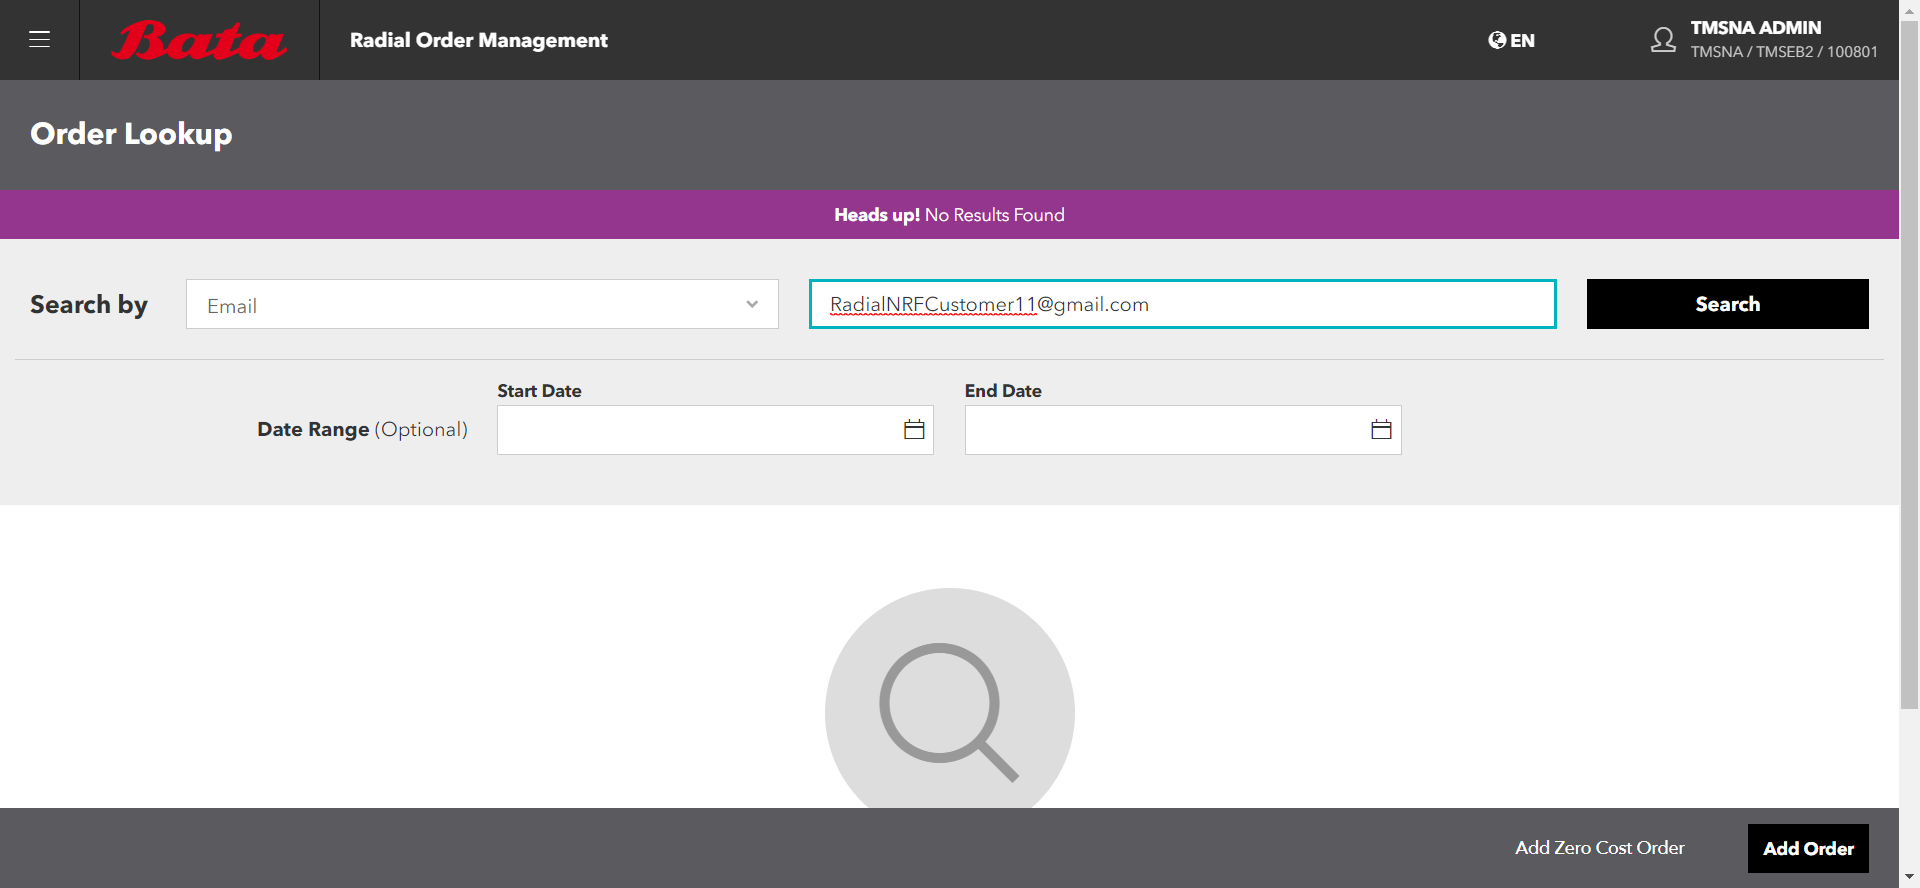 Bata
Radial Order Management
EN
TMSNA ADMIN
TMSNA / TMSEB2 / 100801
Order Lookup
Heads up! No Results Found
Search by
Email
RadialNRFCustomer11@gmail.com
Search
Start Date
End Date
Date Range (Optional)
Add Zero Cost Order
Add Order